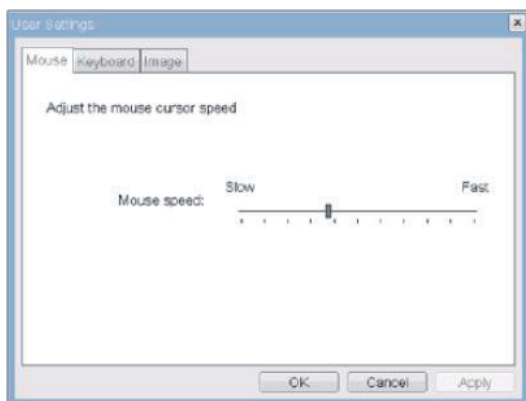 User Settings
Mouse Keyboard Image
Adjust the mouse cursor speed
Slow Fast
Mouse speed:
OK Cancel Apply